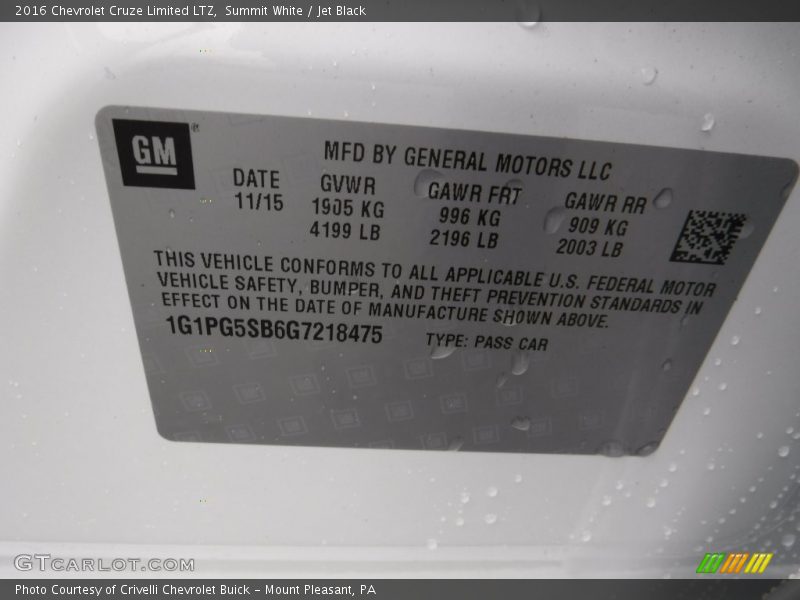 2016 Chevrolet Cruze Limited LTZ, Summit White / Jet Black
GM
MFD BY GENERAL MOTORS LLC
DATE GVWR GAWR FRT GAWR RR
11/15 1905 KG 996 KG 909 KG
4199 LB 2196 LB 2003 LB
THIS VEHICLE CONFORMS TO ALL APPLICABLE U.S. FEDERAL MOTOR
VEHICLE SAFETY, BUMPER, AND THEFT PREVENTION STANDARDS IN
EFFECT ON THE DATE OF MANUFACTURE SHOWN ABOVE.
1G1PG5SB6G7218475 TYPE: PASS CAR
GTCARLOT.COM
Photo Courtesy of Crivelli Chevrolet Buick - Mount Pleasant, PA